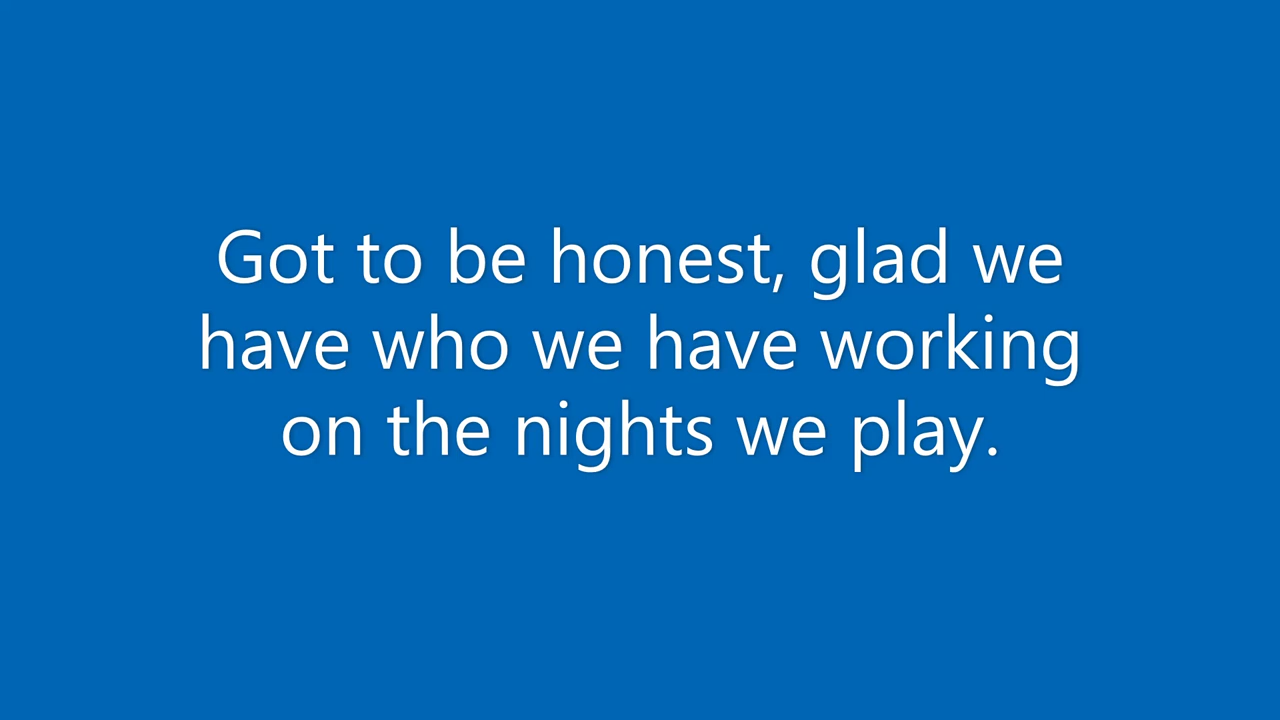 Got to be honest, glad we
have who we have working
on the nights we play.